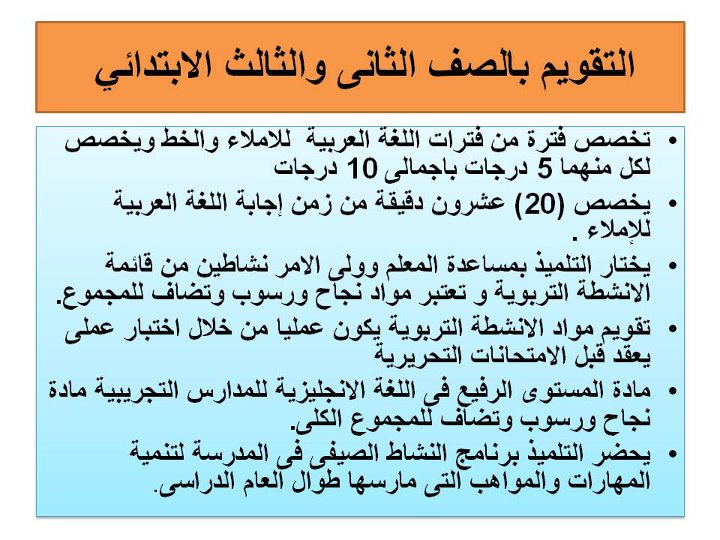 التقويم بالصف الثانى والثالث الابتدائي
• تخصص فترة من فترات اللغة العربية للاملاء والخط ويخصص
لكل منهما 5 درجات باجمالى 10 درجات
• يخصص (20) عشرون دقيقة من زمن إجابة اللغة العربية
للإملاء .
• يختار التلميذ بمساعدة المعلم وولى الامر نشاطين من قائمة
الانشطة التربوية و تعتبر مواد نجاح ورسوب وتضاف للمجموع.
• تقويم مواد الانشطة التربوية يكون عمليا من خلال اختبار عملى
يعقد قبل الامتحانات التحريرية
• مادة المستوى الرفيع فى اللغة الانجليزية للمدارس التجريبية مادة
نجاح ورسوب وتضاف للمجموع الكلى.
• يحضر التلميذ برنامج النشاط الصيفى فى المدرسة لتنمية
المهارات والمواهب التى مارسها طوال العام الدراسى.